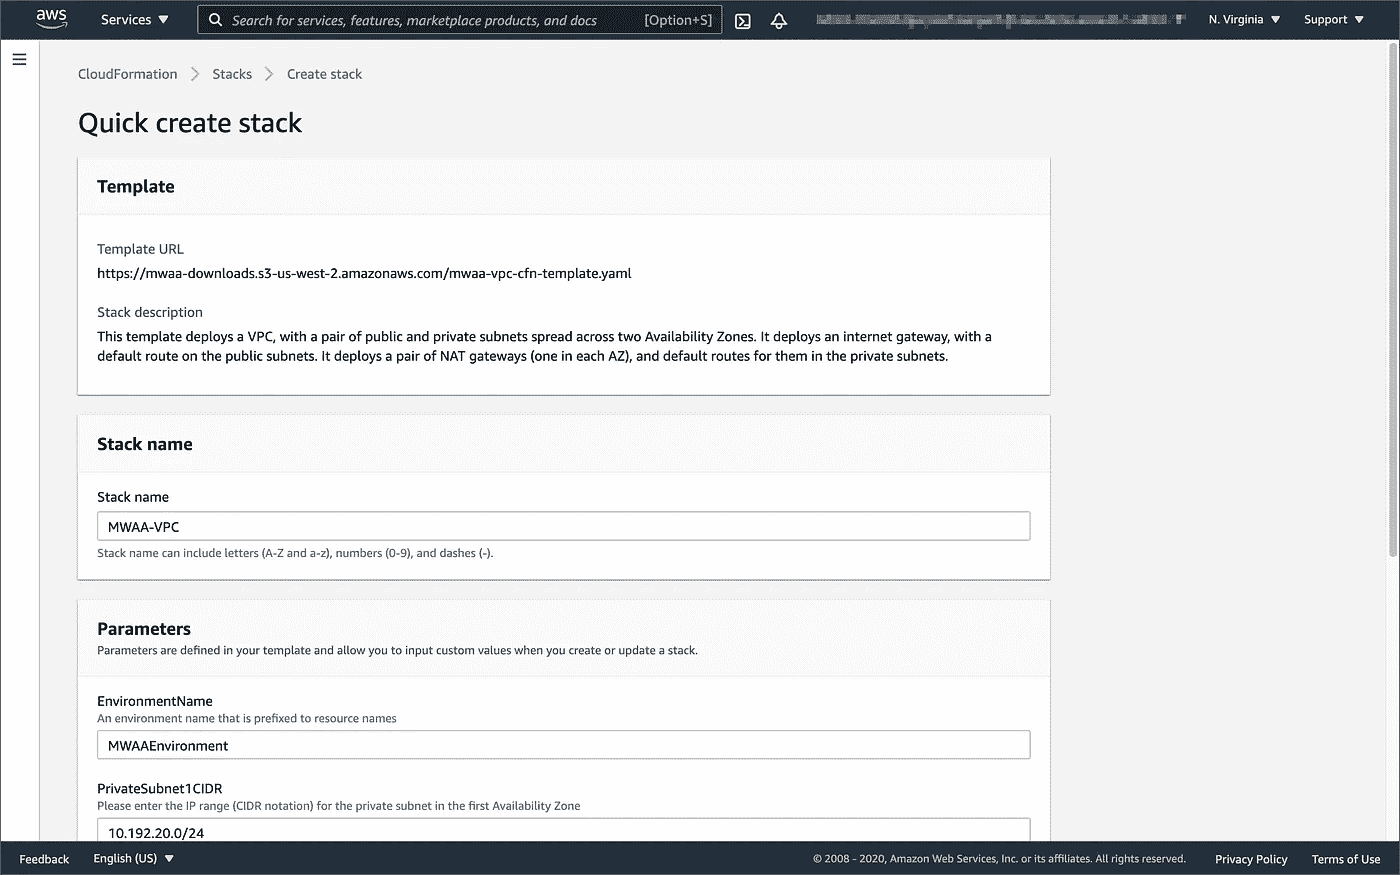 aws Services Search for services, features, marketplace products, and docs [Option+S] N. Virginia Support
CloudFormation Stacks Create stack
Quick create stack
Template
Template URL
https://mwaa-downloads.s3-us-west-2.amazonaws.com/mwaa-vpc-cfn-template.yaml
Stack description
This template deploys a VPC, with a pair of public and private subnets spread across two Availability Zones. It deploys an internet gateway, with a
default route on the public subnets. It deploys a pair of NAT gateways (one in each AZ), and default routes for them in the private subnets.
Stack name
Stack name
MWAA-VPC
Stack name can include letters (A-Z and a-z), numbers (0-9), and dashes (-).
Parameters
Parameters are defined in your template and allow you to input custom values when you create or update a stack.
EnvironmentName
An environment name that is prefixed to resource names
MWAAEnvironment
PrivateSubnet1CIDR
Please enter the IP range (CIDR notation) for the private subnet in the first Availability Zone
10.192.20.0/24
Feedback English (US) © 2008 - 2020, Amazon Web Services, Inc. or its affiliates. All rights reserved. Privacy Policy Terms of Use